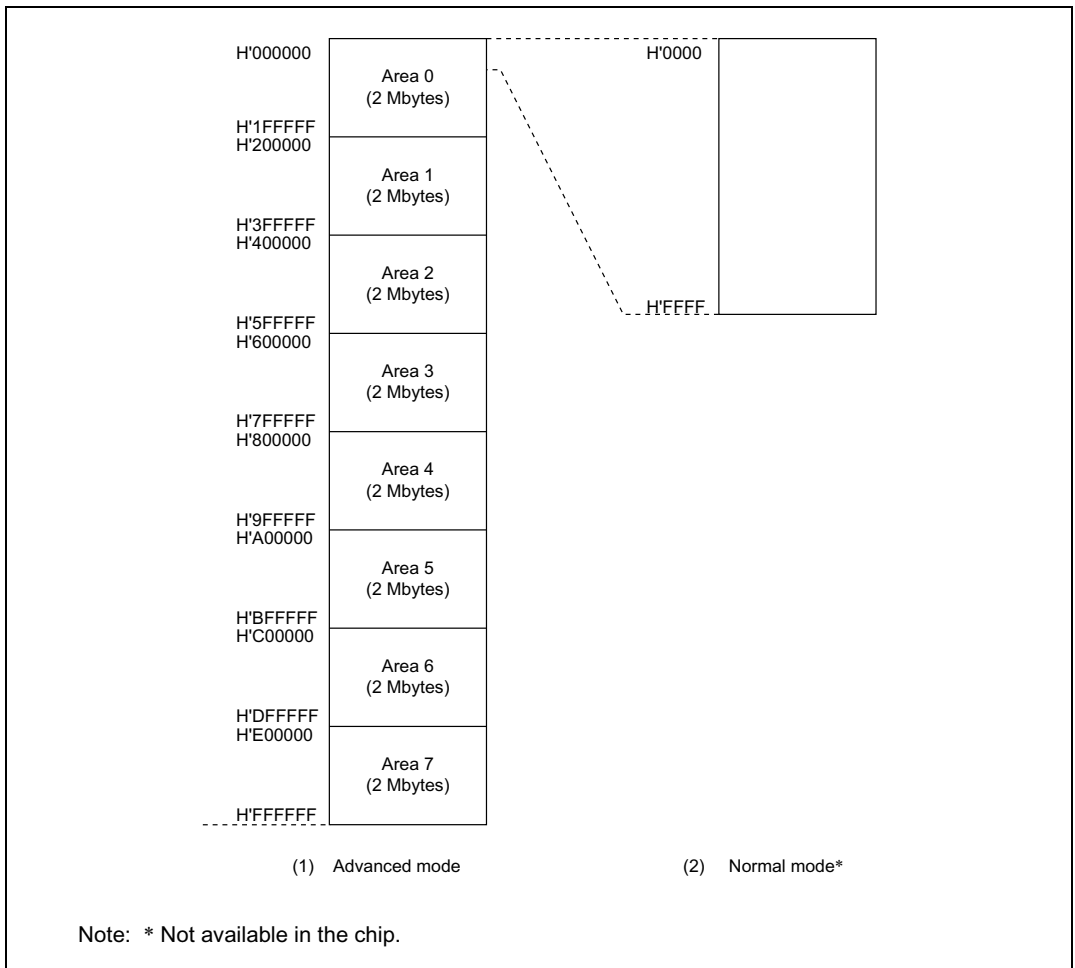 H'000000
H'0000
Area 0
(2 Mbytes)
H'1FFFFF
H'200000
Area 1
(2 Mbytes)
H'3FFFFF
H'400000
Area 2
(2 Mbytes)
H'FFFF
H'5FFFFF
H'600000
Area 3
(2 Mbytes)
H'7FFFFF
H'800000
Area 4
(2 Mbytes)
H'9FFFFF
H'A00000
Area 5
(2 Mbytes)
H'BFFFFF
H'C00000
Area 6
(2 Mbytes)
H'DFFFFF
H'E00000
Area 7
(2 Mbytes)
H'FFFFFF
(1) Advanced mode
(2) Normal mode*
Note: * Not available in the chip.